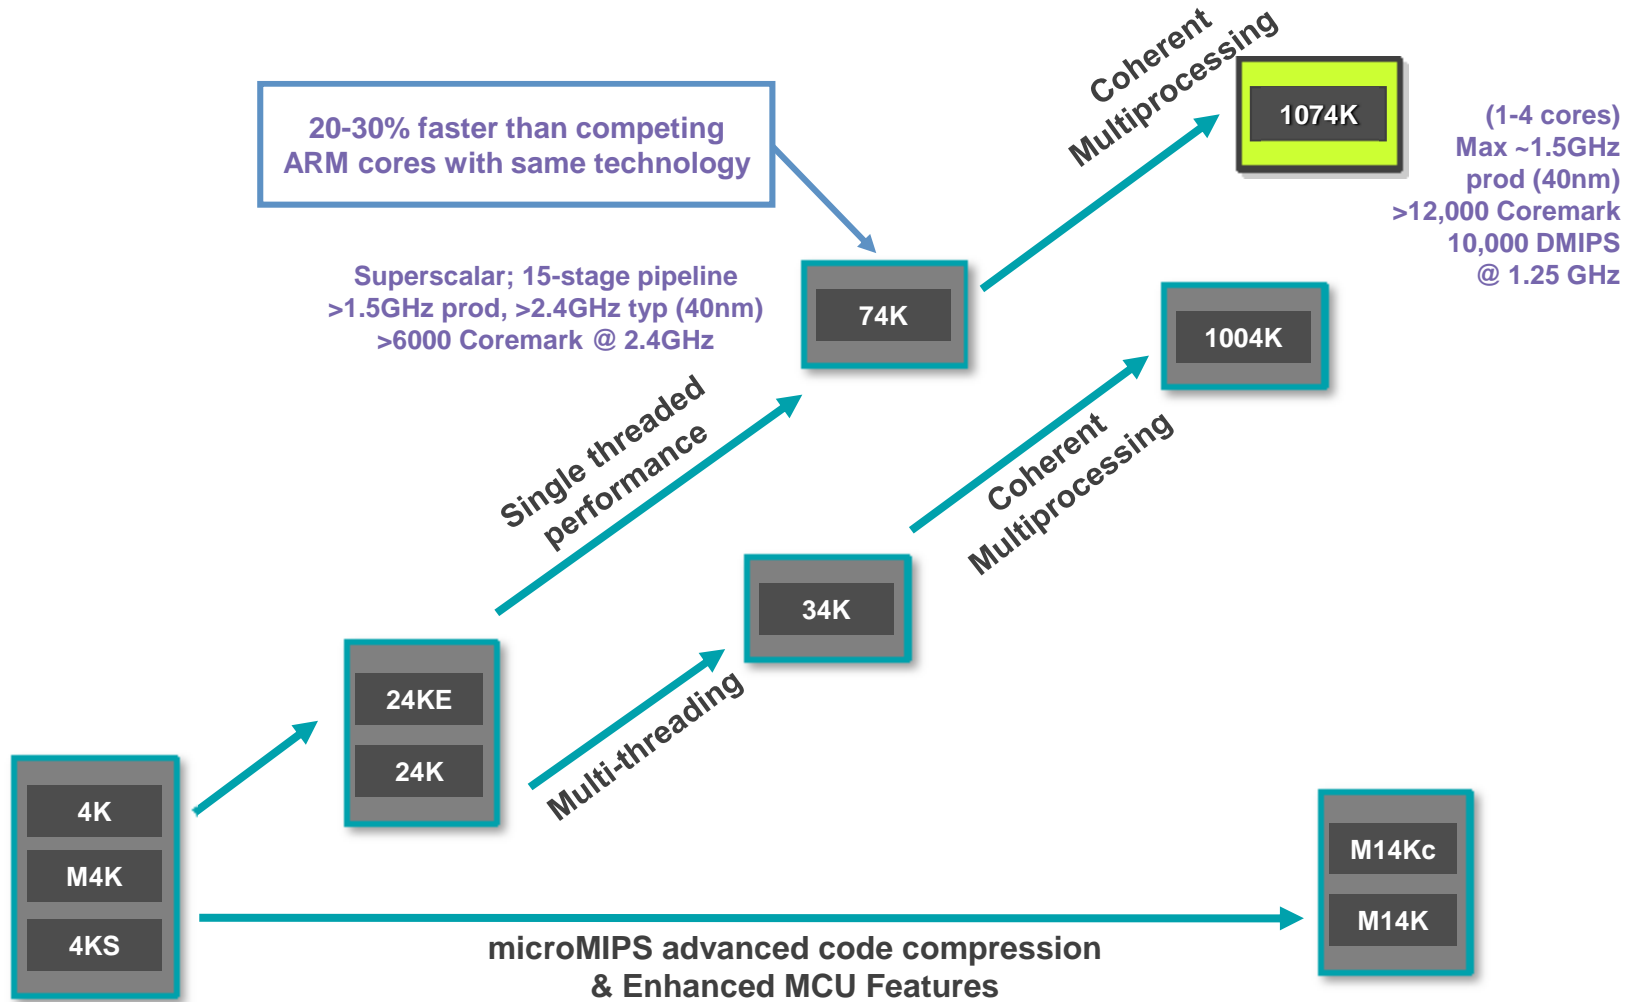 Coherent
Multiprocessing
1074K
(1-4 cores)
Max ~1.5GHz
prod (40nm)
>12,000 Coremark
10,000 DMIPS
@ 1.25 GHz
20-30% faster than competing
ARM cores with same technology
Superscalar; 15-stage pipeline
>1.5GHz prod, >2.4GHz typ (40nm)
>6000 Coremark @ 2.4GHz
74K
1004K
Single threaded
performance
Coherent
Multiprocessing
34K
24KE
24K
Multi-threading
4K
M4K
4KS
M14Kc
M14K
microMIPS advanced code compression
& Enhanced MCU Features